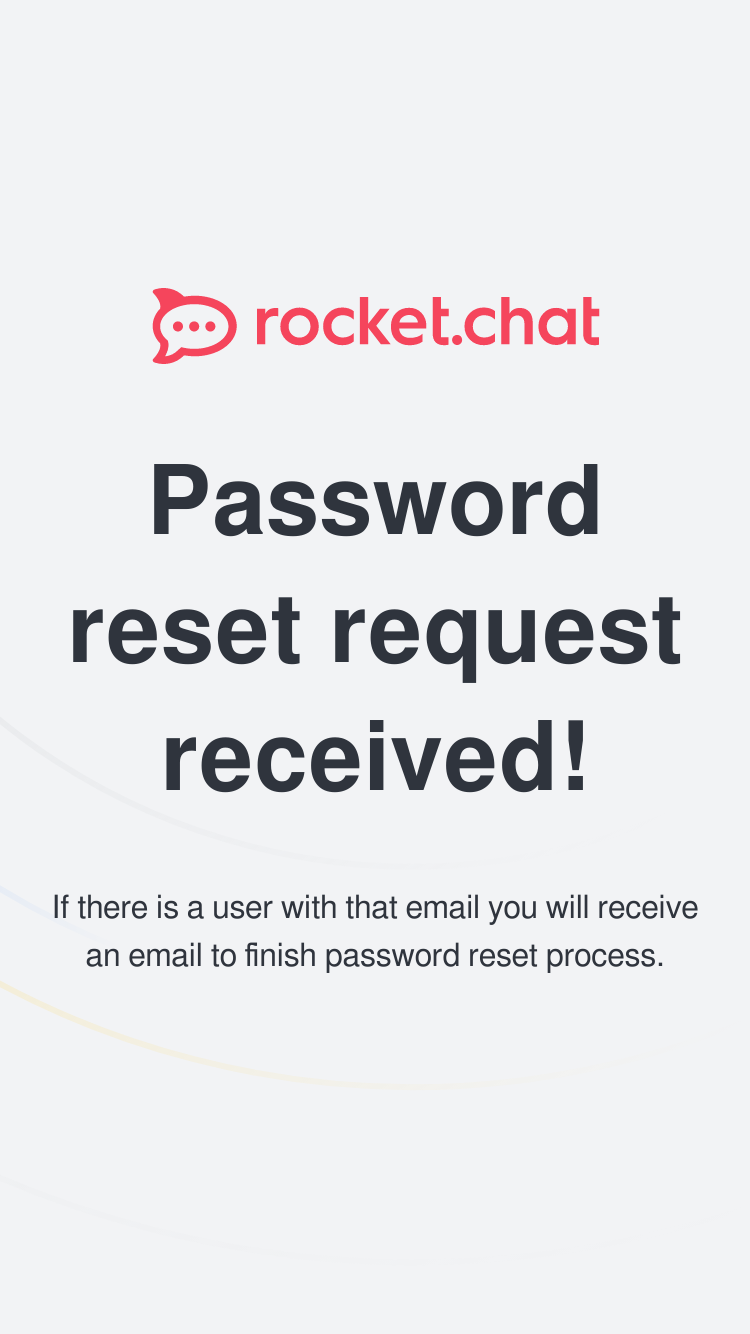 rocket.chat
Password
reset request
received!
If there is a user with that email you will receive
an email to finish password reset process.